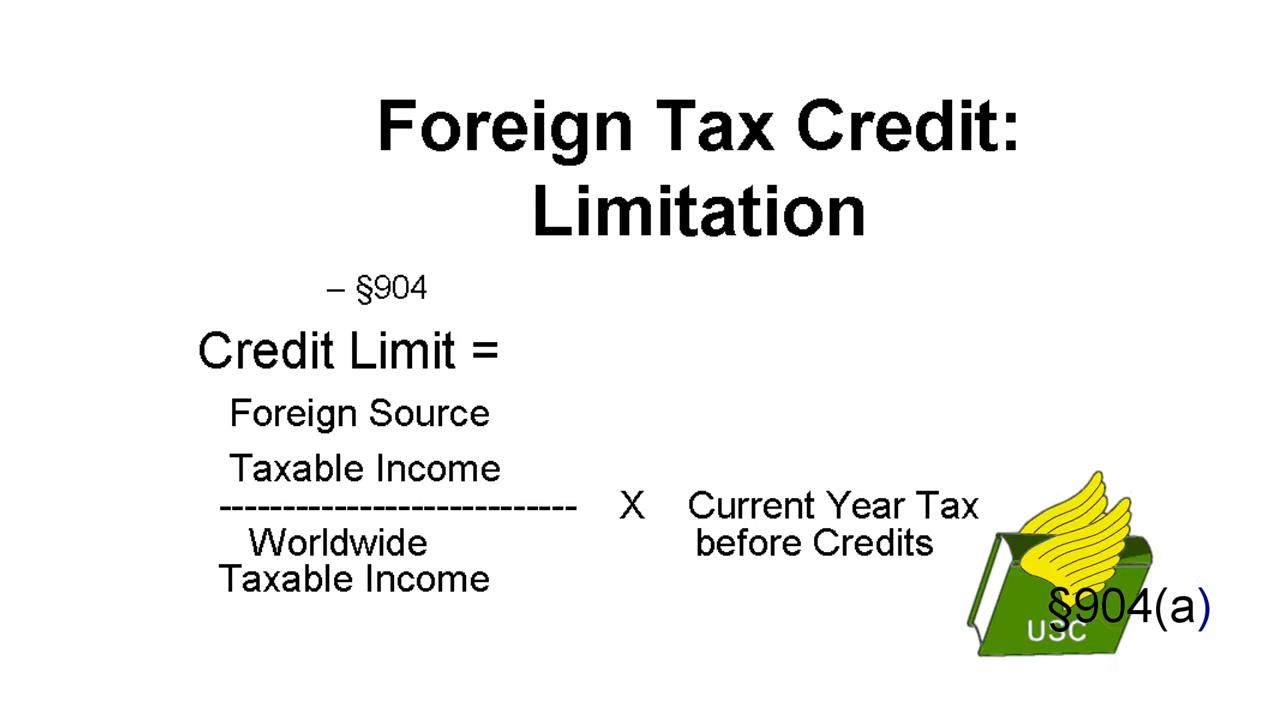 Foreign Tax Credit:
Limitation
– §904
Credit Limit =
Foreign Source
Taxable Income
---------------------------- X Current Year Tax
Worldwide before Credits
Taxable Income
§904(a)
USC